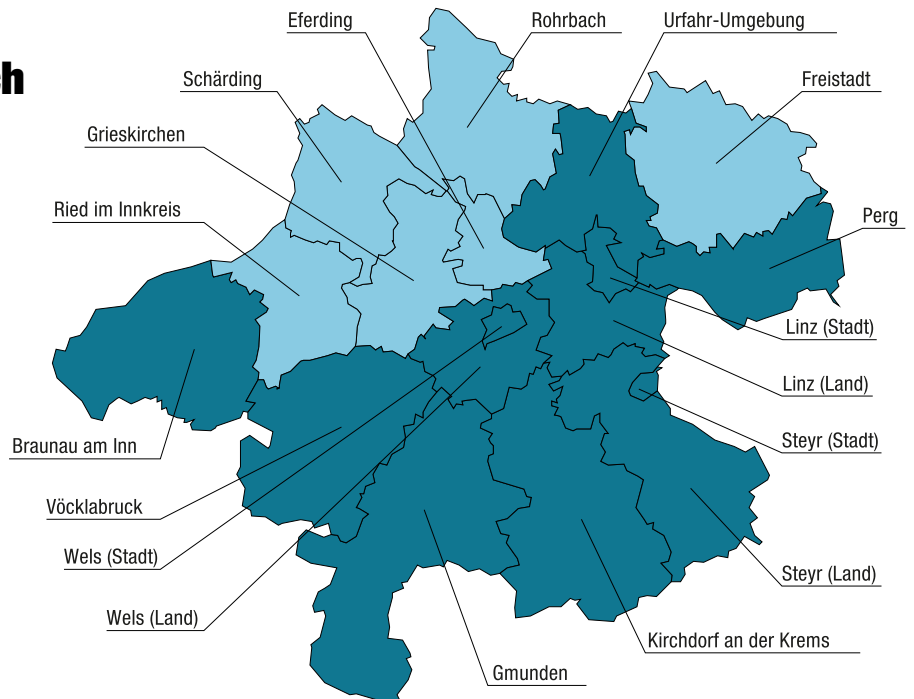 ch
Eferding
Rohrbach
Urfahr-Umgebung
Schärding
Freistadt
Grieskirchen
Ried im Innkreis
Perg
Linz (Stadt)
Linz (Land)
Braunau am Inn
Steyr (Stadt)
Vöcklabruck
Wels (Stadt)
Steyr (Land)
Wels (Land)
Kirchdorf an der Krems
Gmunden